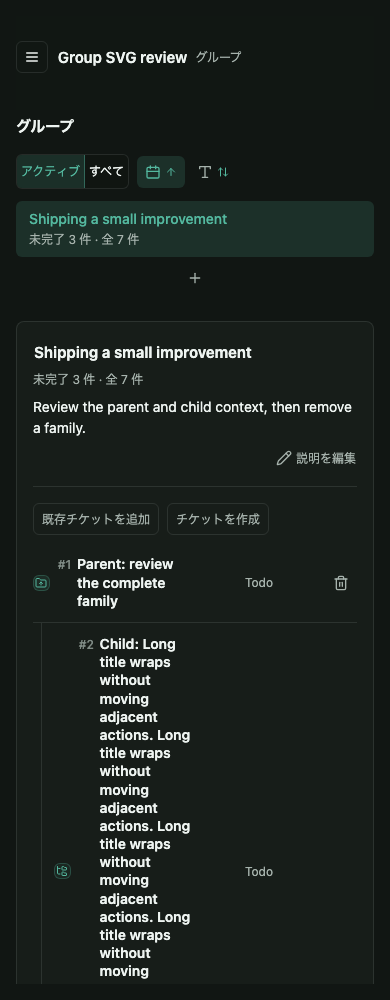 Group SVG review グループ
グループ
アクティブ すべて
Shipping a small improvement
未完了 3 件 · 全 7 件
Shipping a small improvement
未完了 3 件 · 全 7 件
Review the parent and child context, then remove
a family.
説明を編集
既存チケットを追加 チケットを作成
#1 Parent: review
the complete
family
Todo
#2 Child: Long
title wraps
without
moving
adjacent
actions. Long
title wraps
without
moving
adjacent
actions. Long
title wraps
without
moving
adjacent
actions. Long
title wraps
without
moving
Todo